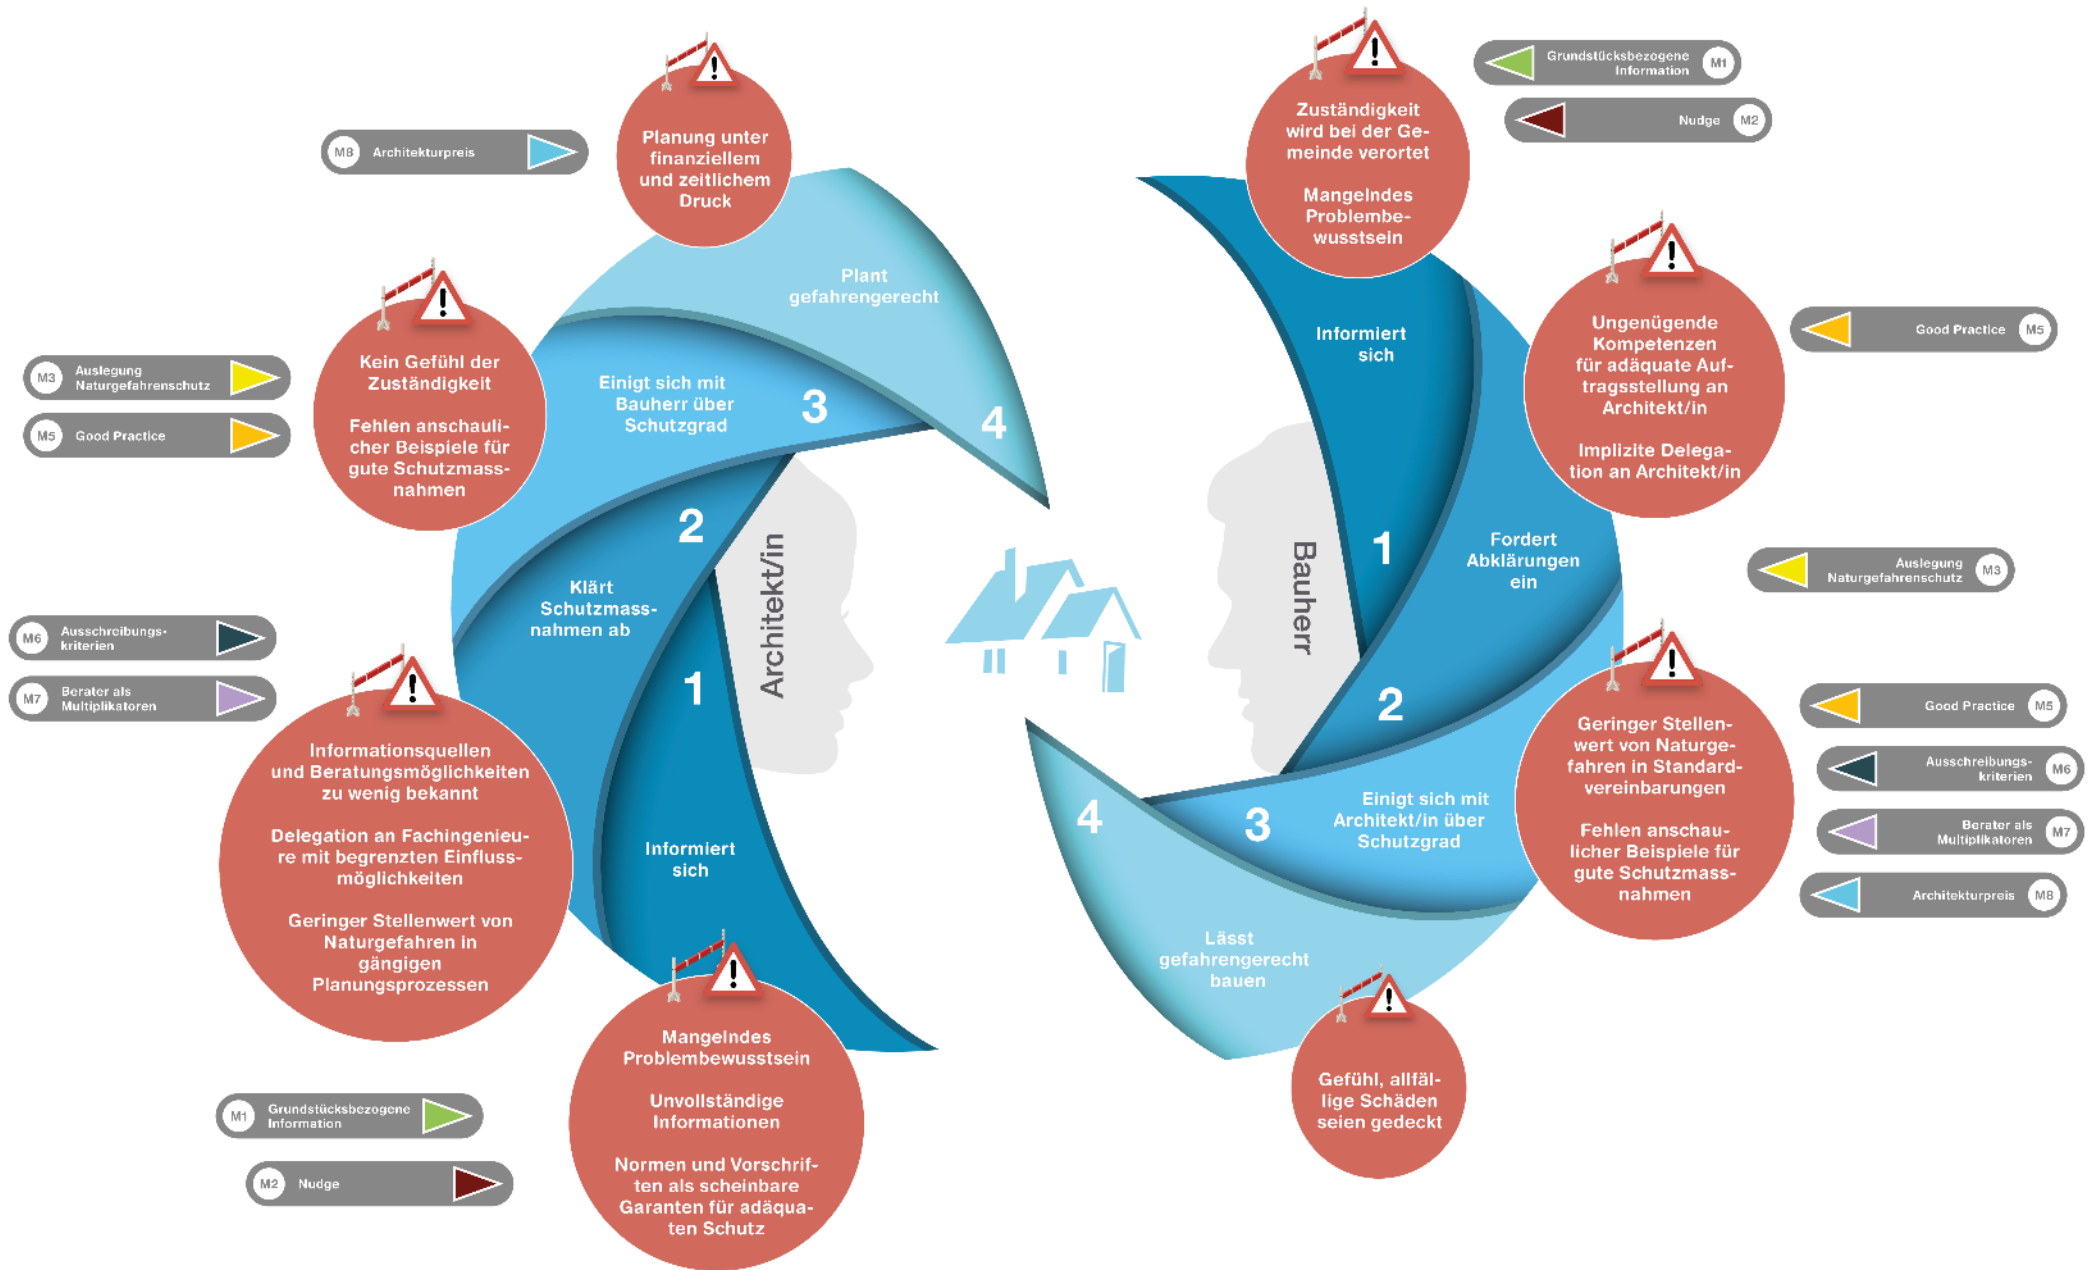 Planung unter
finanziellem
und zeitlichem
Druck
M8 Architekturpreis
Plant
gefahrengerecht
4
Kein Gefühl der
Zuständigkeit
Fehlen anschauli-
cher Beispiele für
gute Schutzmass-
nahmen
M3 Auslegung
Naturgefahrenschutz
M5 Good Practice
Einigt sich mit
Bauherr über
Schutzgrad
3
2
Klärt
Schutzmass-
nahmen ab
M6 Ausschreibungs-
kriterien
M7 Berater als
Multiplikatoren
Informationsquellen
und Beratungsmöglichkeiten
zu wenig bekannt
Delegation an Fachingenieu-
re mit begrenzten Einfluss-
möglichkeiten
Geringer Stellenwert von
Naturgefahren in
gängigen
Planungsprozessen
1
Informiert
sich
Architekt/in
Mangelndes
Problembewusstsein
Unvollständige
Informationen
Normen und Vorschrif-
ten als scheinbare
Garanten für adäqua-
ten Schutz
M1 Grundstücksbezogene
Information
M2 Nudge
Zuständigkeit
wird bei der Ge-
meinde verortet
Mangelndes
Problembe-
wusstsein
Grundstücksbezogene
Information M1
Nudge M2
Informiert
sich
1
Bauherr
Ungenügende
Kompetenzen
für adäquate Auf-
tragsstellung an
Architekt/in
Implizite Delega-
tion an Architekt/in
Good Practice M5
Fordert
Abklärungen
ein
2
Auslegung
Naturgefahrenschutz M3
Geringer Stellen-
wert von Naturge-
fahren in Standard-
vereinbarungen
Fehlen anschau-
licher Beispiele für
gute Schutzmass-
nahmen
Good Practice M5
Ausschreibungs-
kriterien M6
Berater als
Multiplikatoren M7
Architekturpreis M8
Einigt sich mit
Architekt/in über
Schutzgrad
3
4
Lässt
gefahrengerecht
bauen
Gefühl, allfäl-
lige Schäden
seien gedeckt